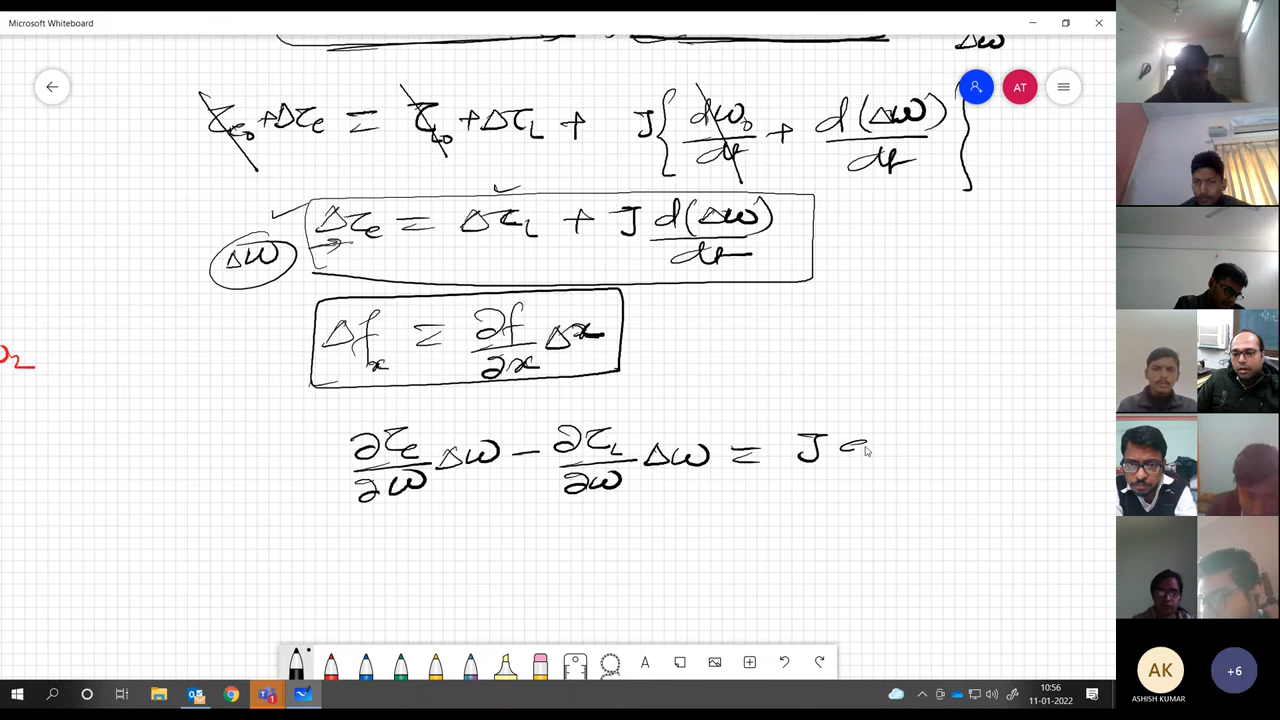 Microsoft Whiteboard
Δω
τe₀ + Δτe = τL₀ + ΔτL + J{dω₀/dt + d(Δω)/dt}
AT
Δτe = ΔτL + J d(Δω)/dt
Δω
Δfx = ∂f/∂x Δx
∂τe/∂ω Δω − ∂τL/∂ω Δω = J
AK
+6
ASHISH KUMAR
A
10:56
11-01-2022